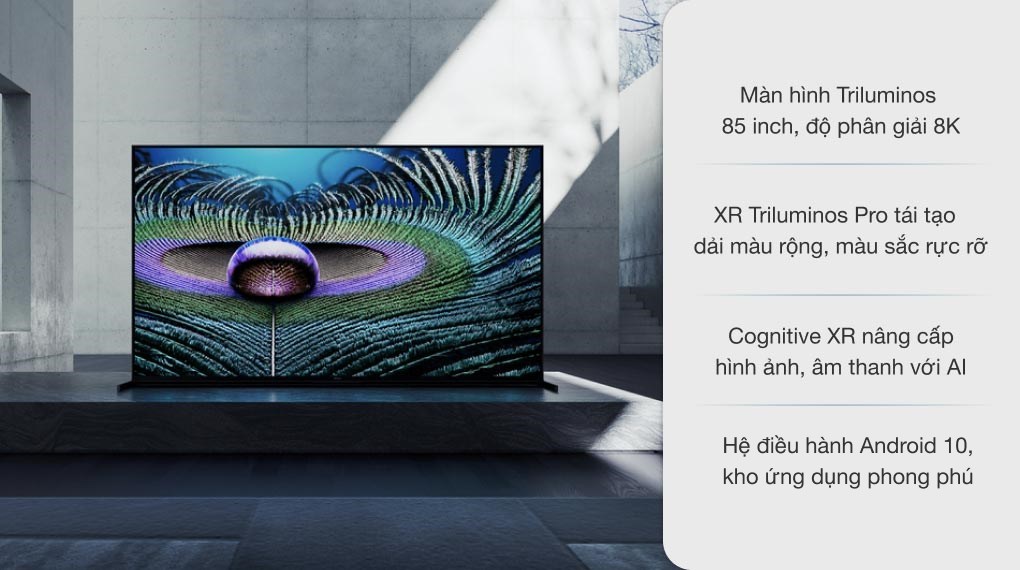 Màn hình Triluminos
85 inch, độ phân giải 8K
XR Triluminos Pro tái tạo
dải màu rộng, màu sắc rực rỡ
Cognitive XR nâng cấp
hình ảnh, âm thanh với AI
Hệ điều hành Android 10,
kho ứng dụng phong phú